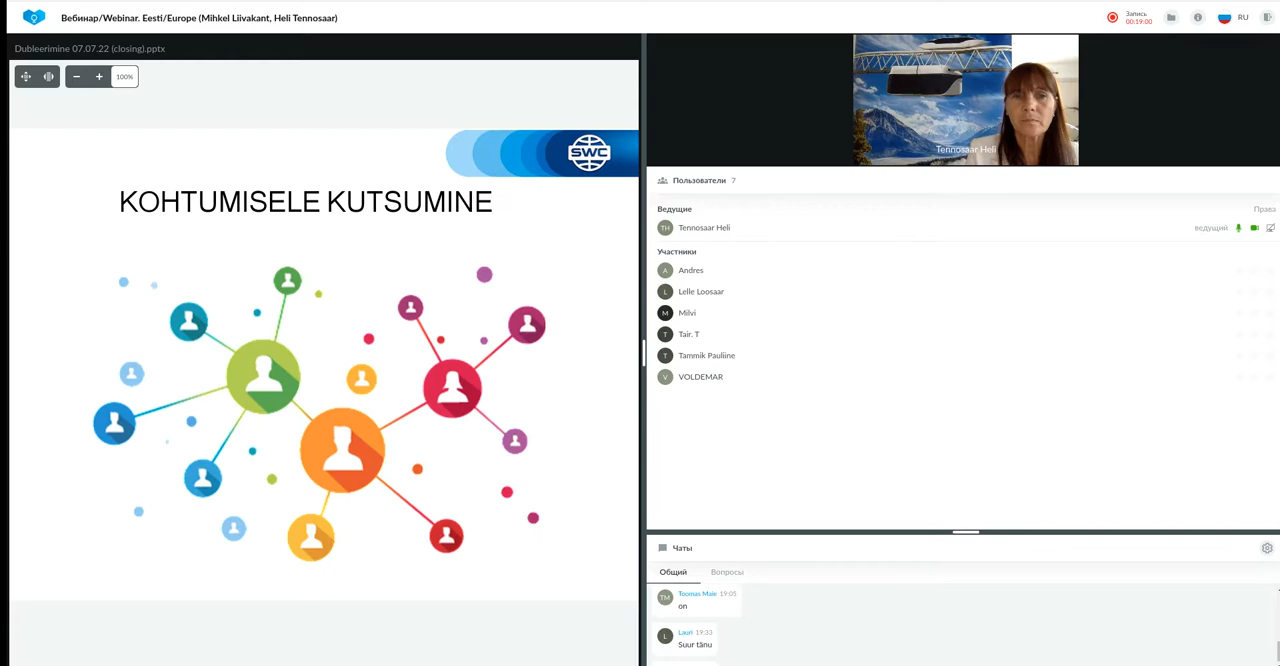 Вебинар/Webinar. Eesti/Europe (Mihkel Liivakant, Heli Tennosaar)
Запись
00:19:00
RU
Dubleerimine 07.07.22 (closing).pptx
100%
SWC
KOHTUMISELE KUTSUMINE
Tennosaar Heli
Пользователи 7
Ведущие
Права
TH Tennosaar Heli
ведущий
Участники
A Andres
L Lelle Loosaar
M Milvi
T Tair. T
T Tammik Pauliine
V VOLDEMAR
Чаты
Общий
Вопросы
TM Toomas Maie 19:05
on
L Lauri 19:33
Suur tänu